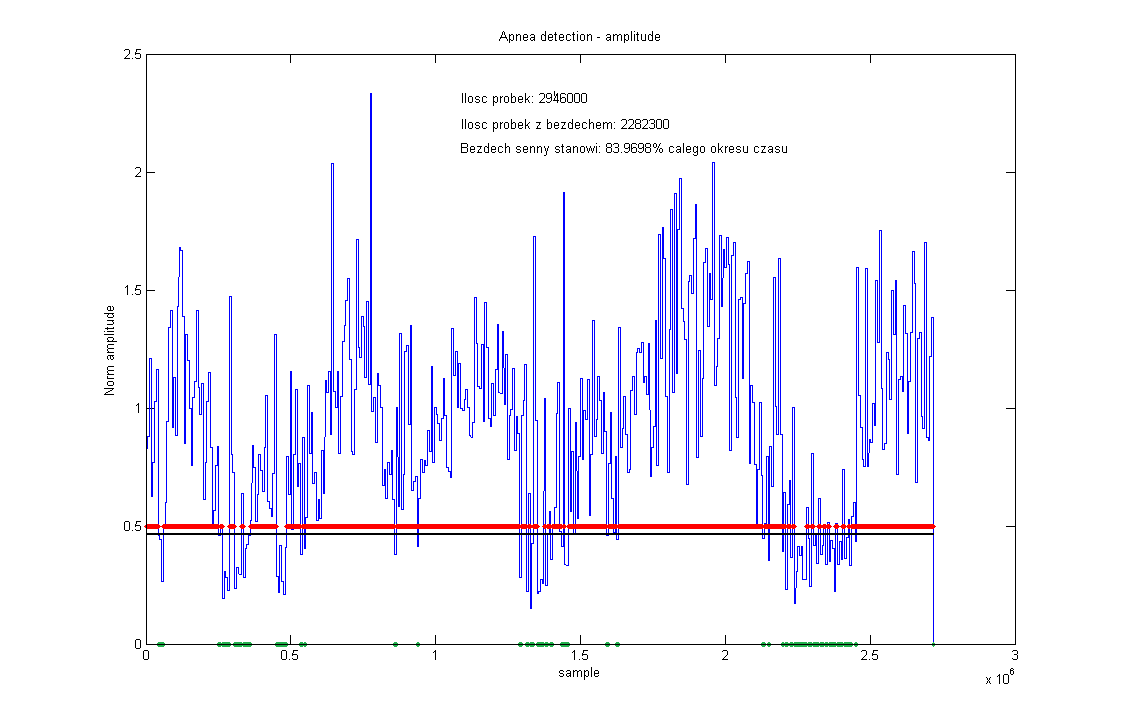 Apnea detection - amplitude
2.5
Ilosc probek: 2946000
Ilosc probek z bezdechem: 2282300
Bezdech senny stanowi: 83.9698% calego okresu czasu
2
1.5
Norm amplitude
1
0.5
0
0 0.5 1 1.5 2 2.5 3
sample
x 10^6